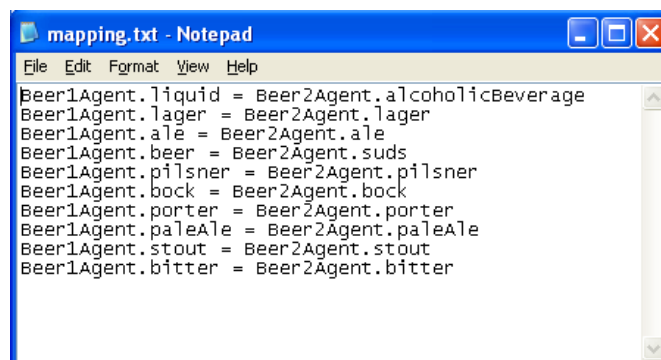 mapping.txt - Notepad
File Edit Format View Help
Beer1Agent.liquid = Beer2Agent.alcoholicBeverage
Beer1Agent.lager = Beer2Agent.lager
Beer1Agent.ale = Beer2Agent.ale
Beer1Agent.beer = Beer2Agent.suds
Beer1Agent.pilsner = Beer2Agent.pilsner
Beer1Agent.bock = Beer2Agent.bock
Beer1Agent.porter = Beer2Agent.porter
Beer1Agent.paleAle = Beer2Agent.paleAle
Beer1Agent.stout = Beer2Agent.stout
Beer1Agent.bitter = Beer2Agent.bitter